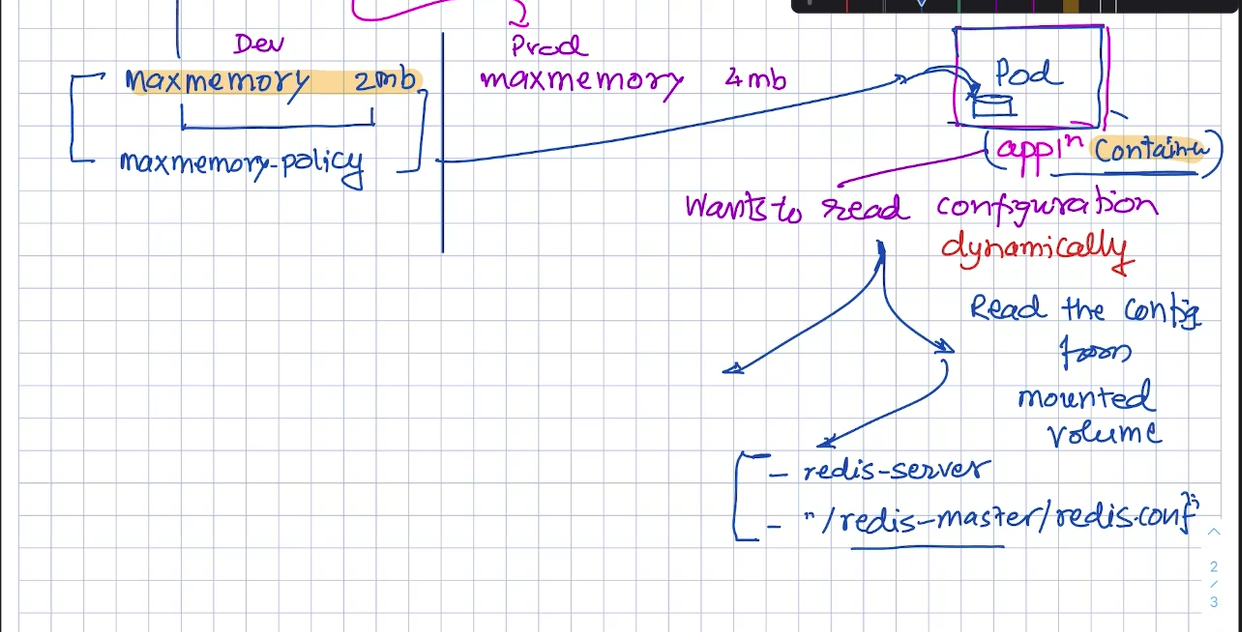 Dev
maxmemory 2mb
maxmemory-policy
Prod
maxmemory 4mb
Pod
(appln Container)
Wants to read configuration
dynamically
Read the config
from
mounted
volume
- redis-server
- "/redis-master/redis.conf"
2
/
3